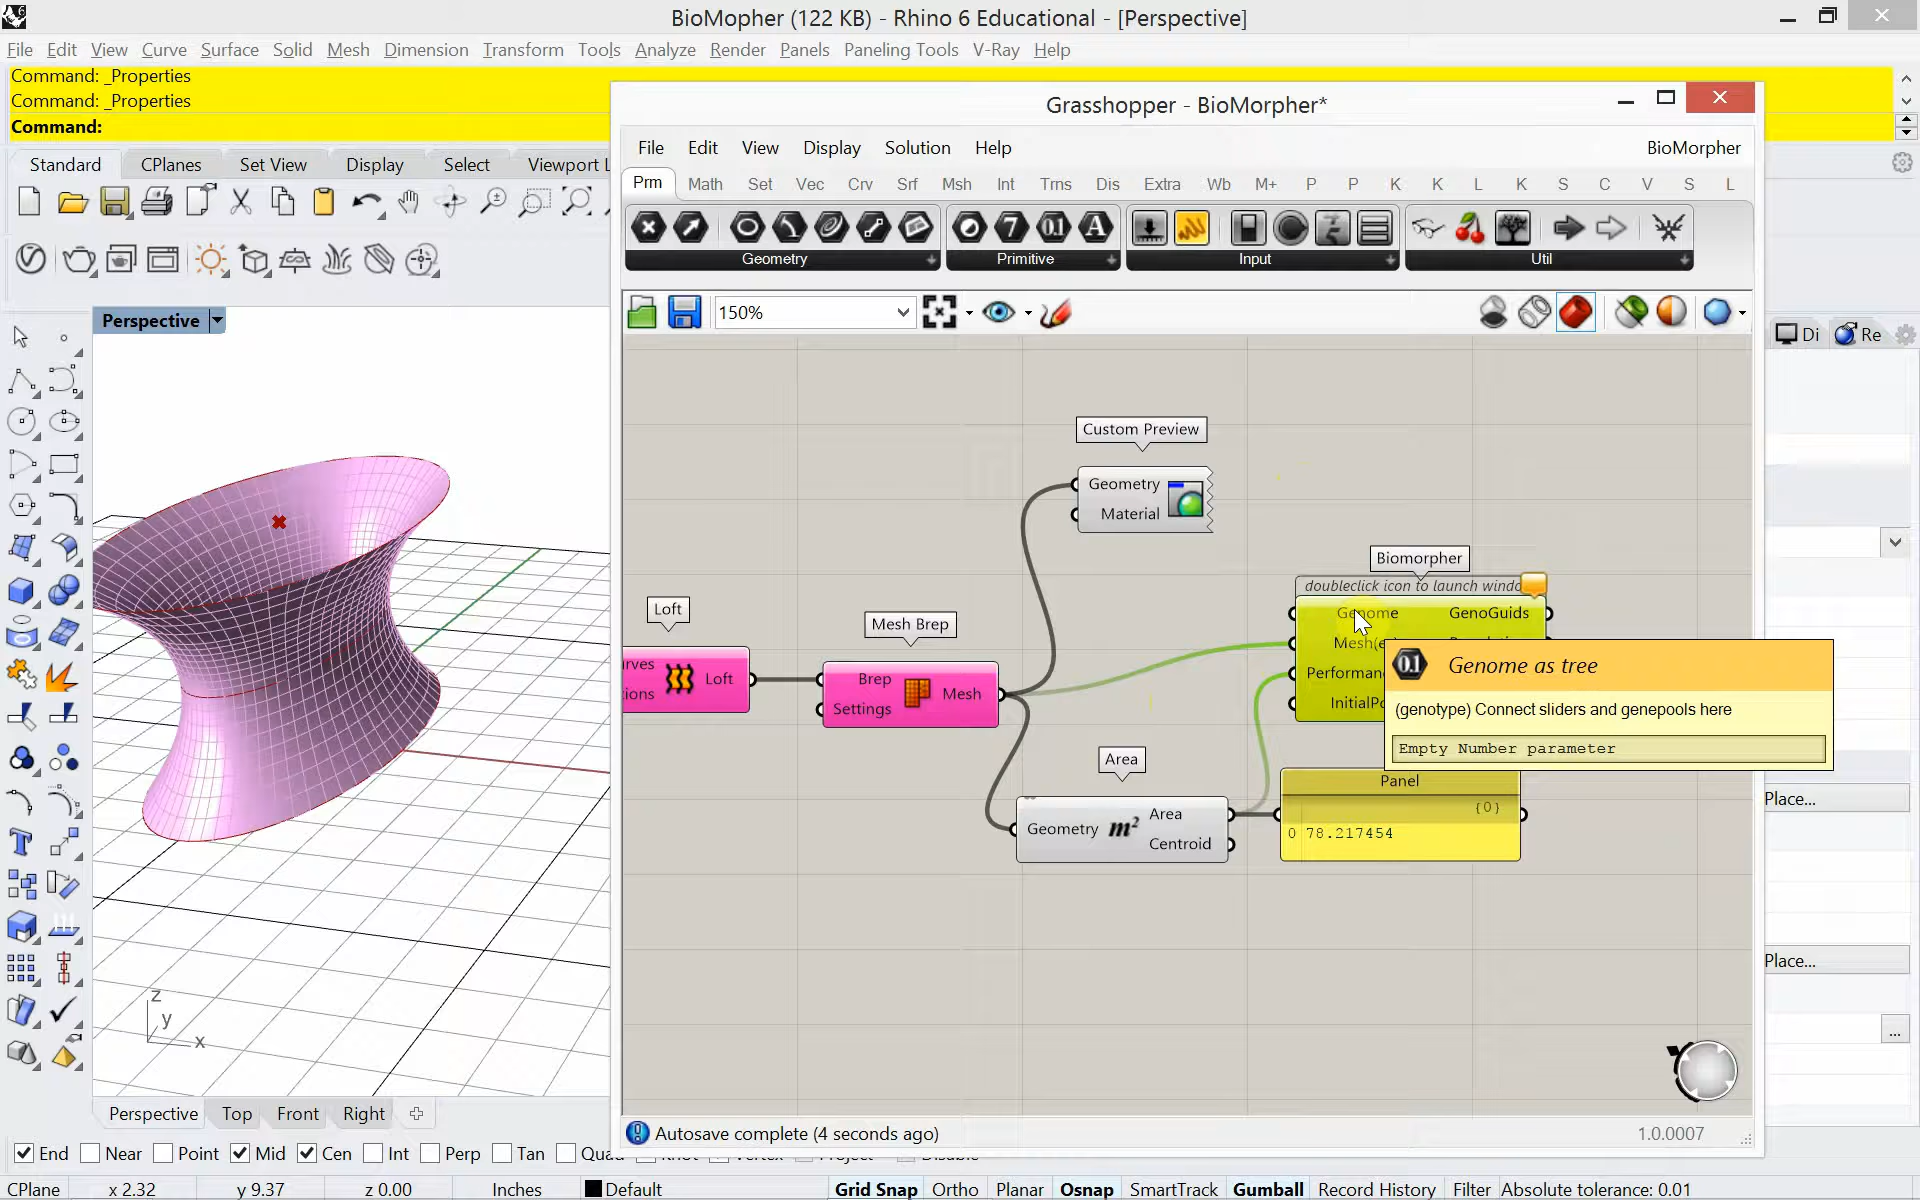 BioMopher (122 KB) - Rhino 6 Educational - [Perspective]
File Edit View Curve Surface Solid Mesh Dimension Transform Tools Analyze Render Panels Paneling Tools V-Ray Help
Command: _Properties
Command: _Properties
Command:
Standard CPlanes Set View Display Select Viewport L
Grasshopper - BioMorpher*
File Edit View Display Solution Help BioMorpher
Prm Math Set Vec Crv Srf Msh Int Trns Dis Extra Wb M+ P P K K L K S C V S L
Geometry Primitive Input Util
150%
Perspective
Di Re
Custom Preview
Geometry
Material
Biomorpher
doubleclick icon to launch windo
Genome GenoGuids
Mesh(e
Performan
InitialPo
Genome as tree
(genotype) Connect sliders and genepools here
Empty Number parameter
Loft
urves
ions
Loft
Mesh Brep
Brep
Settings
Mesh
Area
Geometry m² Area
Centroid
Panel
{0}
0 78.217454
Place...
Place...
...
z
y
x
Perspective Top Front Right
Autosave complete (4 seconds ago) 1.0.0007
End Near Point Mid Cen Int Perp Tan Quad
CPlane x 2.32 y 9.37 z 0.00 Inches Default Grid Snap Ortho Planar Osnap SmartTrack Gumball Record History Filter Absolute tolerance: 0.01